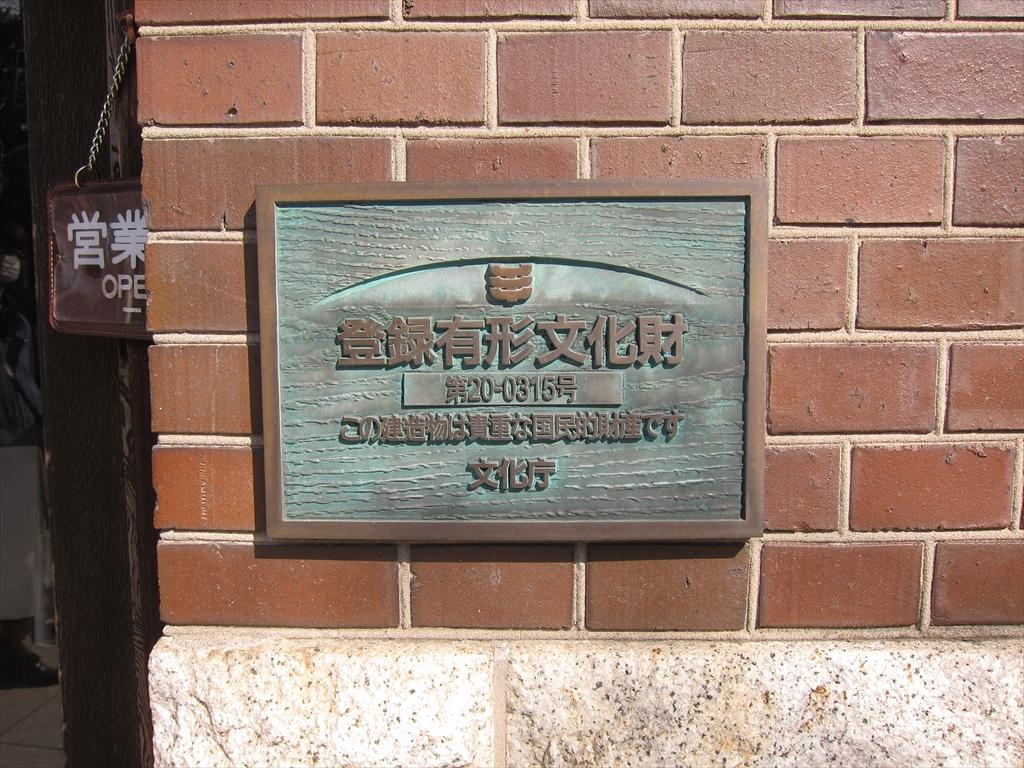 営業
OPE
登録有形文化財
第20-0315号
この建造物は貴重な国民的財産です
文化庁